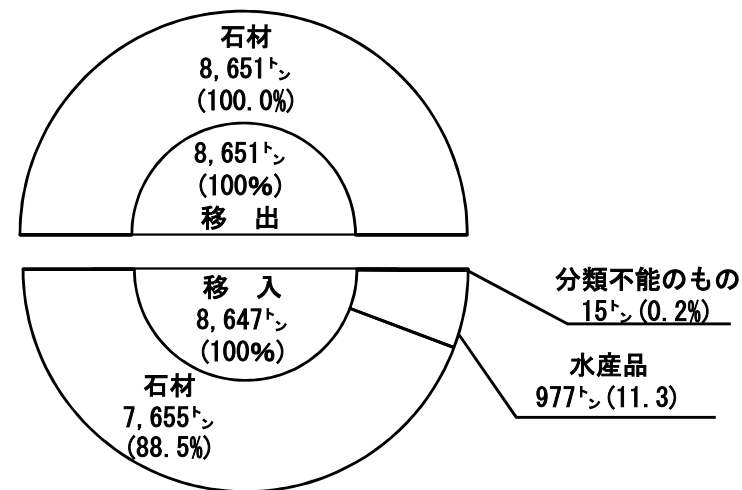 石材
8,651㌧
(100.0%)
8,651㌧
(100%)
移 出
移 入
8,647㌧
(100%)
分類不能のもの
15㌧(0.2%)
水産品
977㌧(11.3)
石材
7,655㌧
(88.5%)